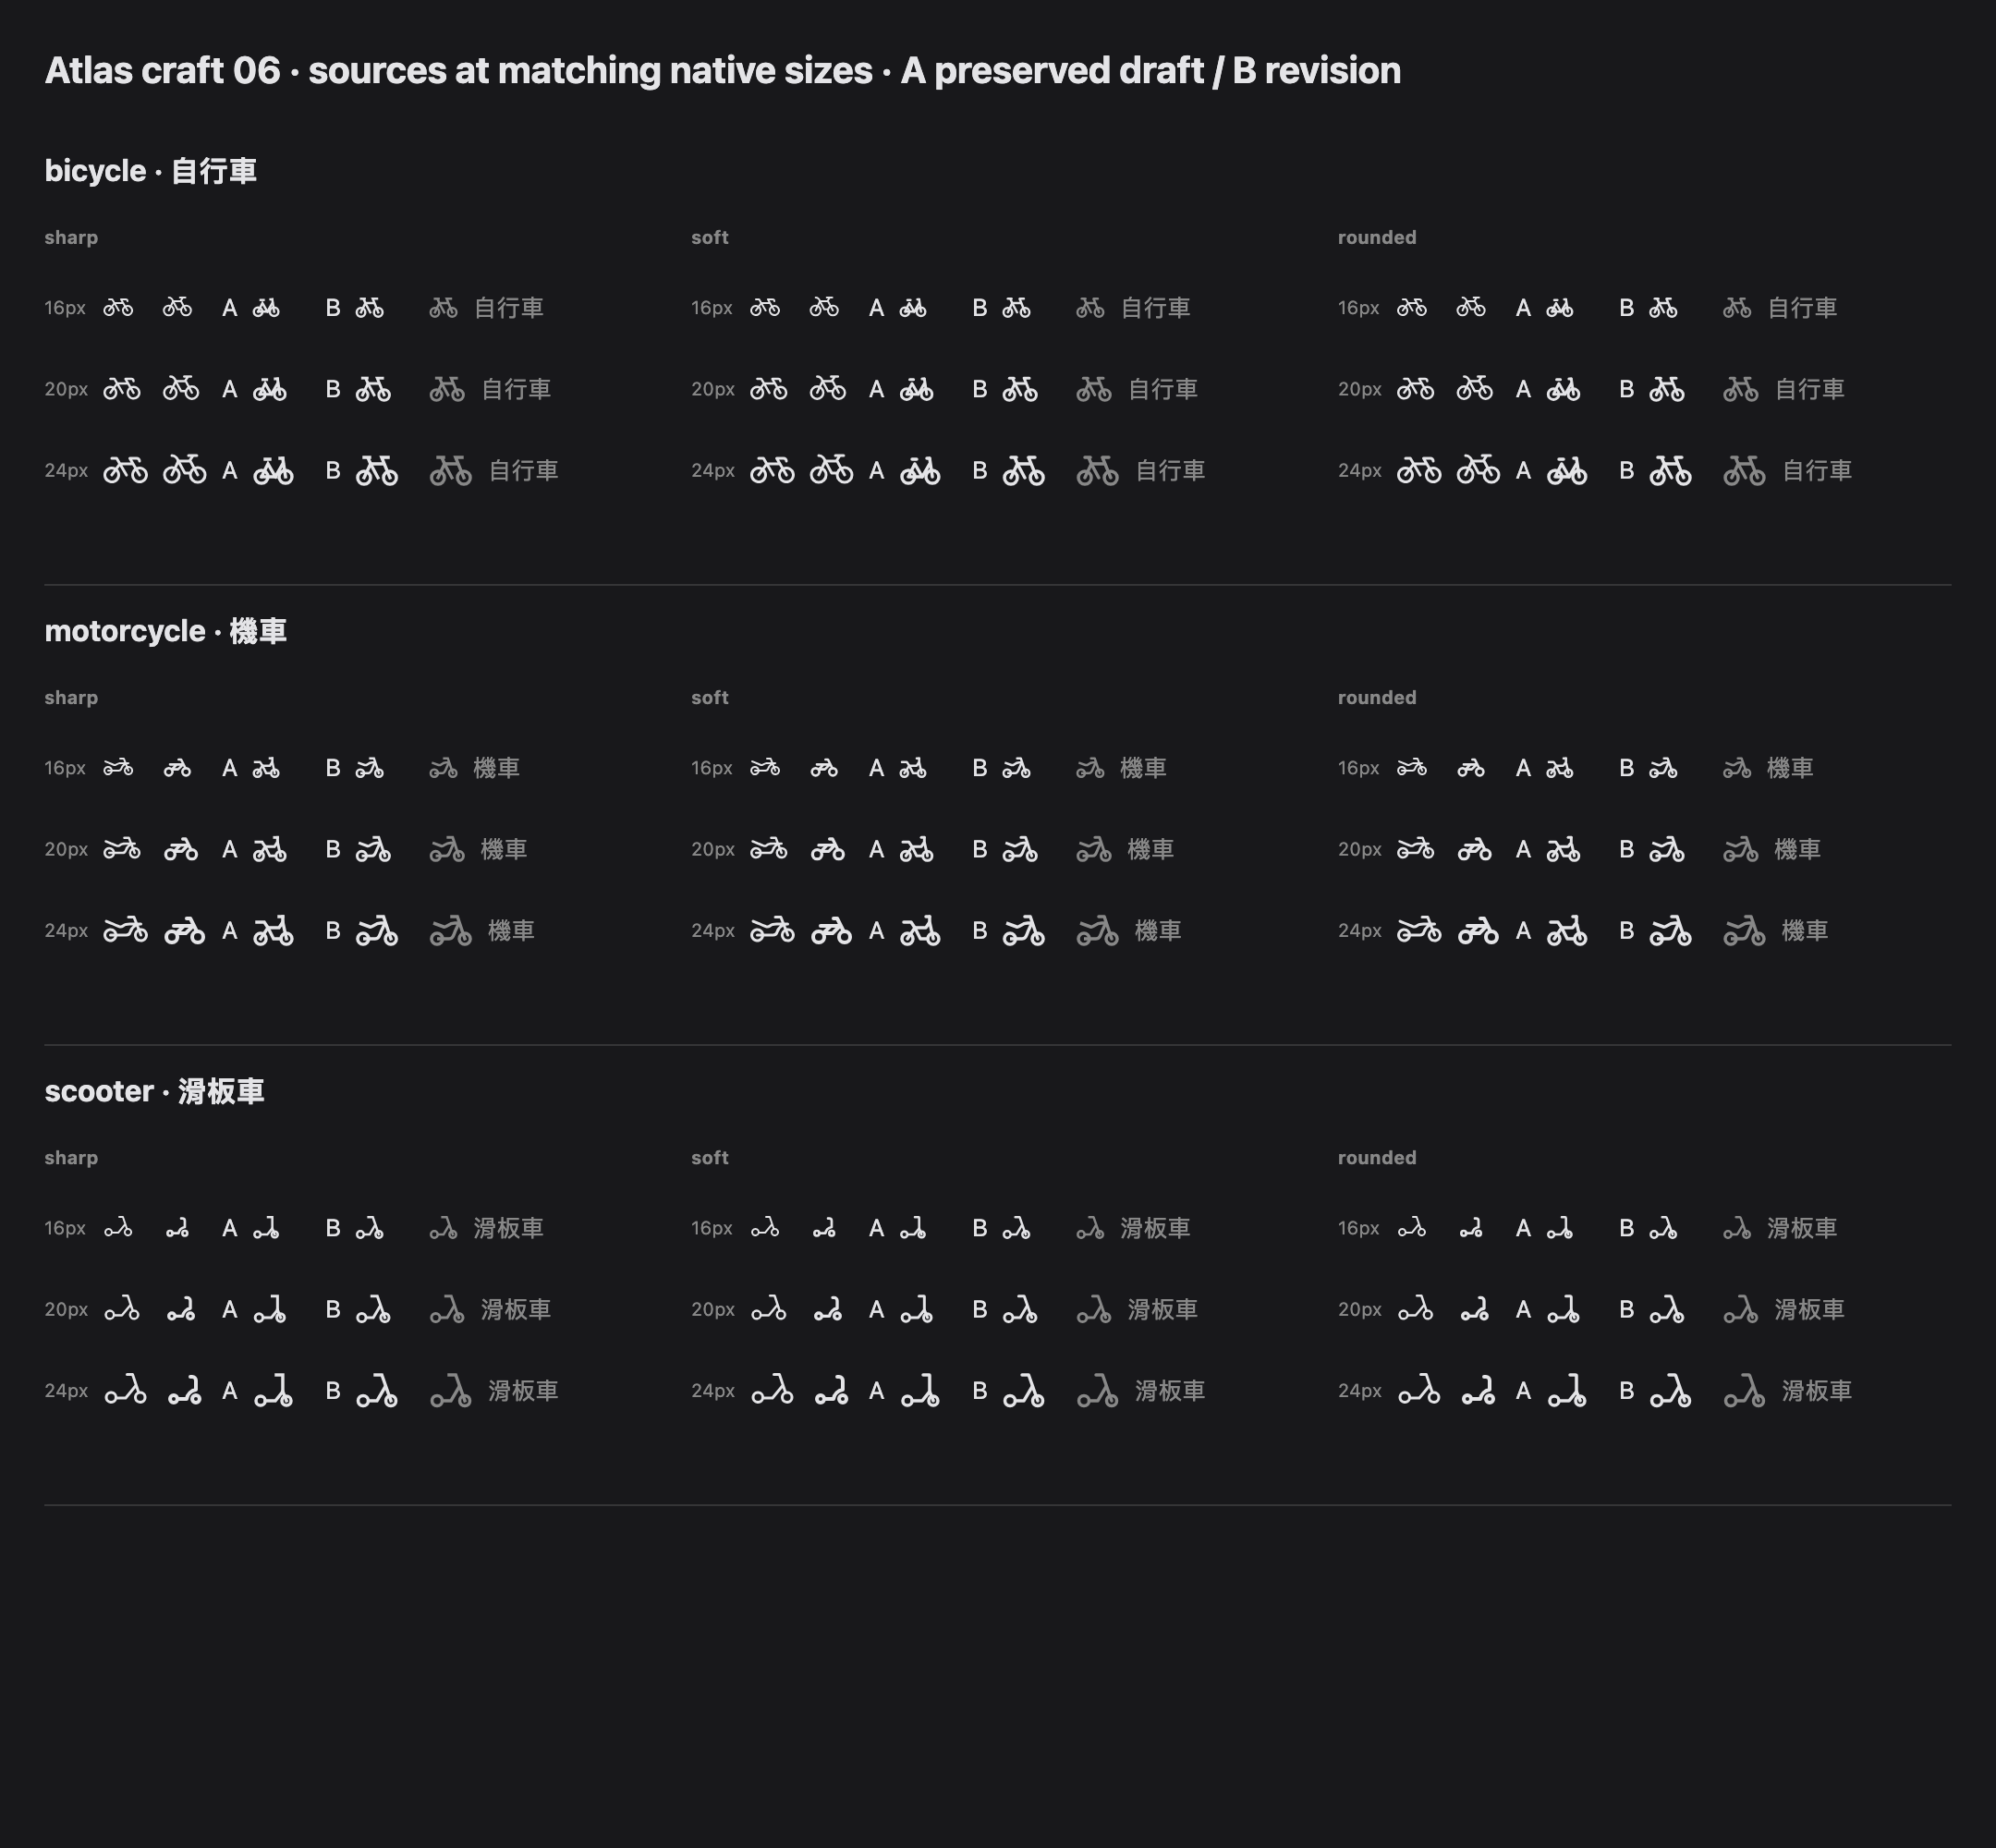 Atlas craft 06 · sources at matching native sizes · A preserved draft / B revision
bicycle · 自行車
sharp soft rounded
16px A B 自行車 16px A B 自行車 16px A B 自行車
20px A B 自行車 20px A B 自行車 20px A B 自行車
24px A B 自行車 24px A B 自行車 24px A B 自行車
motorcycle · 機車
sharp soft rounded
16px A B 機車 16px A B 機車 16px A B 機車
20px A B 機車 20px A B 機車 20px A B 機車
24px A B 機車 24px A B 機車 24px A B 機車
scooter · 滑板車
sharp soft rounded
16px A B 滑板車 16px A B 滑板車 16px A B 滑板車
20px A B 滑板車 20px A B 滑板車 20px A B 滑板車
24px A B 滑板車 24px A B 滑板車 24px A B 滑板車